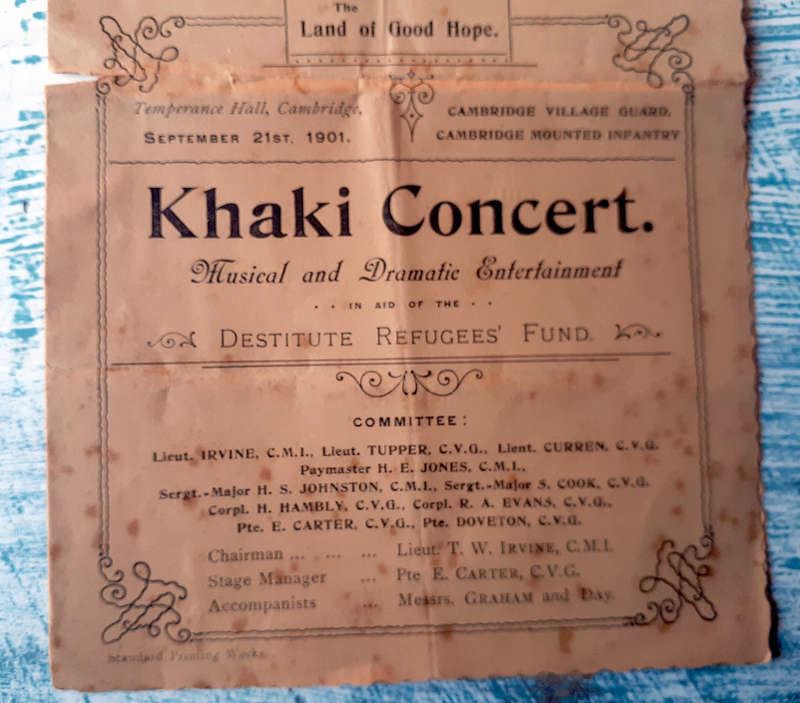 The
Land of Good Hope.
Temperance Hall, Cambridge,
SEPTEMBER 21ST, 1901.
CAMBRIDGE VILLAGE GUARD.
CAMBRIDGE MOUNTED INFANTRY
Khaki Concert.
Musical and Dramatic Entertainment
. . IN AID OF THE . .
DESTITUTE REFUGEES' FUND.
COMMITTEE:
Lieut. IRVINE, C.M.I., Lieut. TUPPER, C.V.G., Lieut. CURREN, C.V.G.
Paymaster H. E. JONES, C.M.I.,
Sergt.-Major H. S. JOHNSTON, C.M.I., Sergt.-Major S. COOK, C.V.G.
Corpl. H. HAMBLY, C.V.G., Corpl. R. A. EVANS, C.V.G.,
Pte. E. CARTER, C.V.G., Pte. DOVETON, C.V.G.
Chairman ... ... ... Lieut. T. W. IRVINE, C.M.I.
Stage Manager ... Pte E. CARTER, C.V.G.
Accompanists ... Messrs. GRAHAM and DAY.
Standard Printing Works.